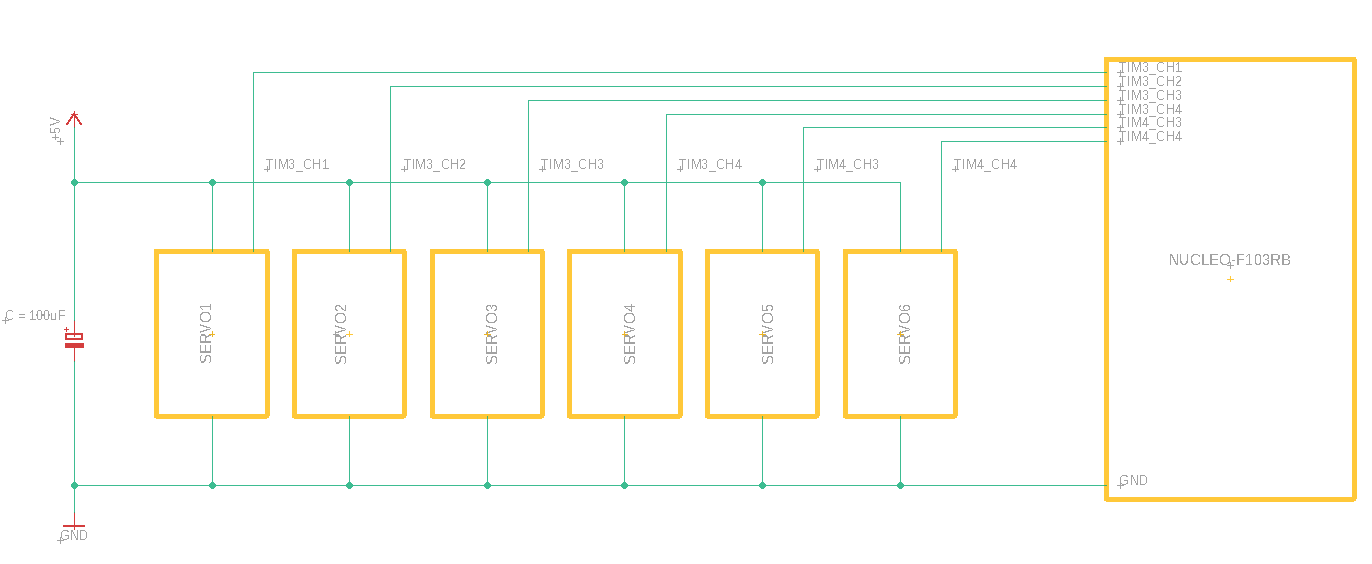 TIM3_CH1
TIM3_CH2
TIM3_CH3
TIM3_CH4
TIM4_CH3
TIM4_CH4
+5V
TIM3_CH1
TIM3_CH2
TIM3_CH3
TIM3_CH4
TIM4_CH3
TIM4_CH4
NUCLEO-F103RB
C = 100uF
SERVO1
SERVO2
SERVO3
SERVO4
SERVO5
SERVO6
GND
GND